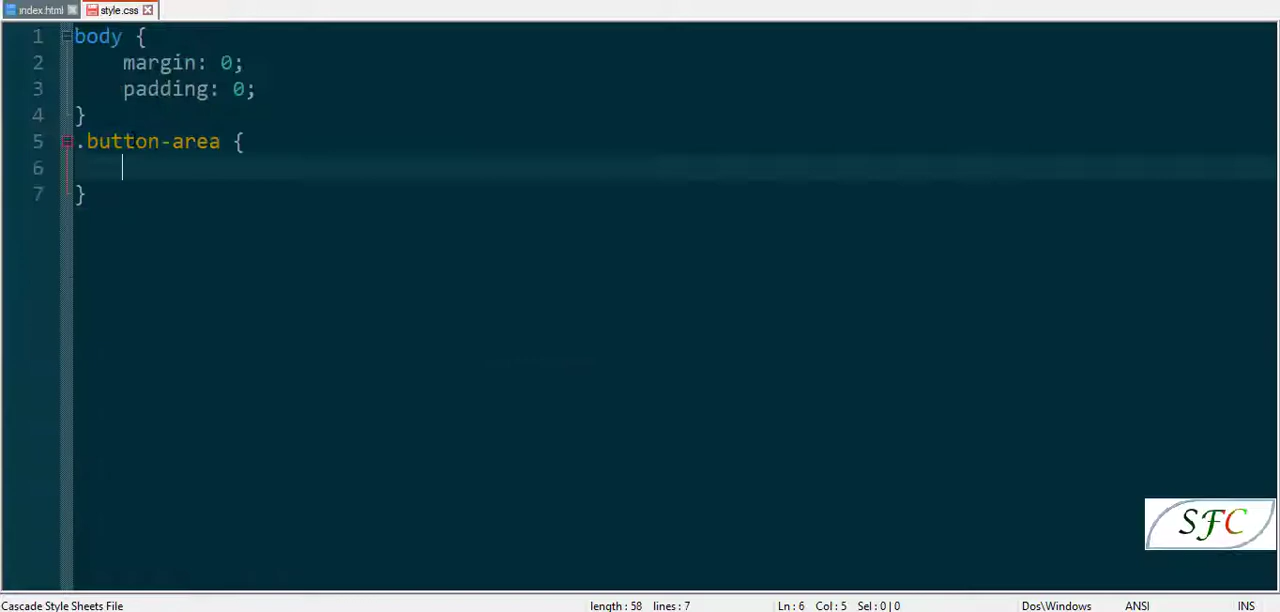 index.html style.css
1 body {
2 margin: 0;
3 padding: 0;
4 }
5 .button-area {
6
7 }
SFC
Cascade Style Sheets File length : 58 lines : 7 Ln : 6 Col : 5 Sel : 0 | 0 Dos\Windows ANSI INS